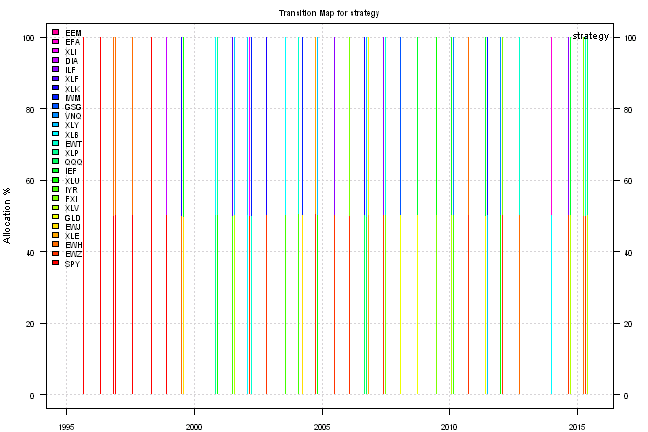 Transition Map for strategy
strategy
Allocation %
100
80
60
40
20
0
EEM
EFA
XLI
DIA
ILF
XLF
XLK
IWM
GSG
VNQ
XLY
XLB
EWT
XLP
QQQ
IEF
XLU
IYR
FXI
XLV
GLD
EWJ
XLE
EWH
EWZ
SPY
100
80
60
40
20
0
1995
2000
2005
2010
2015